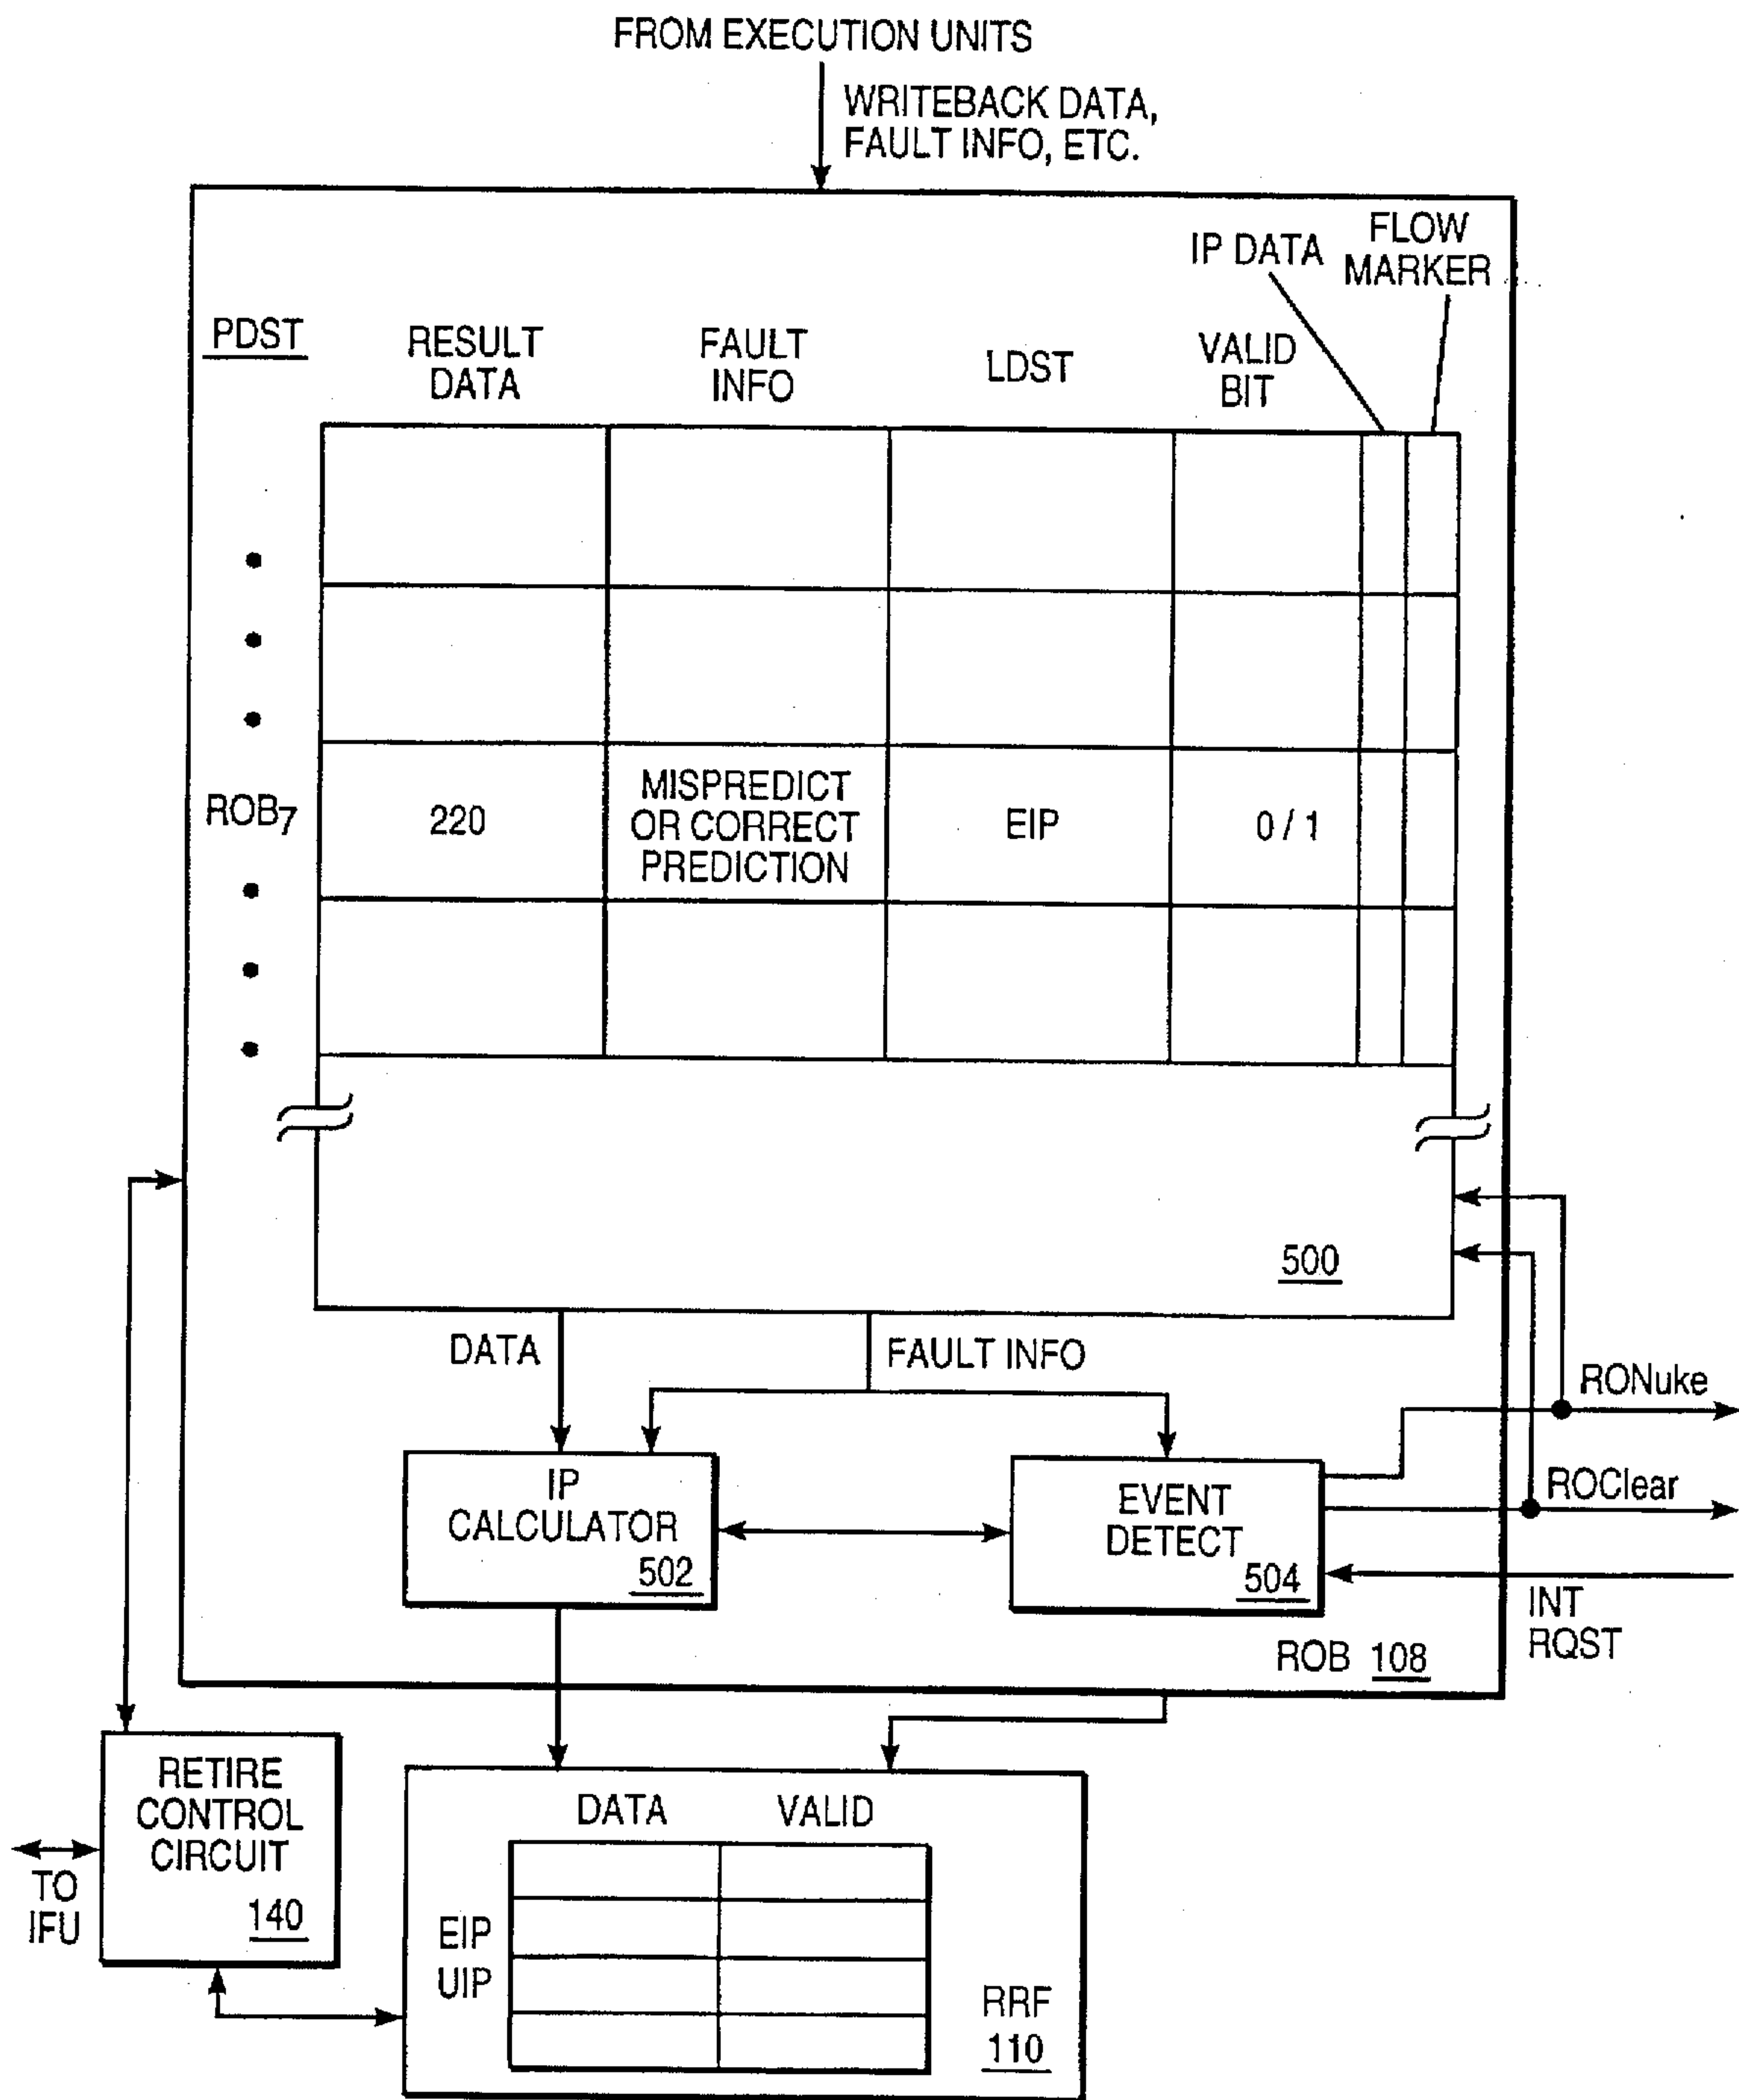 FROM EXECUTION UNITS
WRITEBACK DATA,
FAULT INFO, ETC.
IP DATA
FLOW
MARKER
PDST
RESULT
DATA
FAULT
INFO
LDST
VALID
BIT
ROB7
220
MISPREDICT
OR CORRECT
PREDICTION
EIP
0 / 1
500
DATA
FAULT INFO
RONuke
ROClear
IP
CALCULATOR
502
EVENT
DETECT
504
INT
RQST
ROB 108
RETIRE
CONTROL
CIRCUIT
140
TO
IFU
DATA
VALID
EIP
UIP
RRF
110